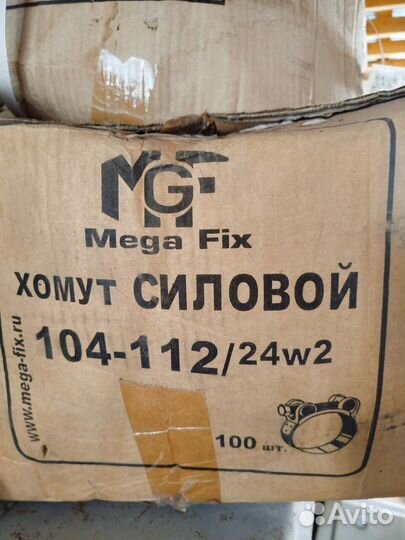 MGF
Mega Fix
ХОМУТ СИЛОВОЙ
104-112/24w2
www.mega-fix.ru
100 шт.
Avito